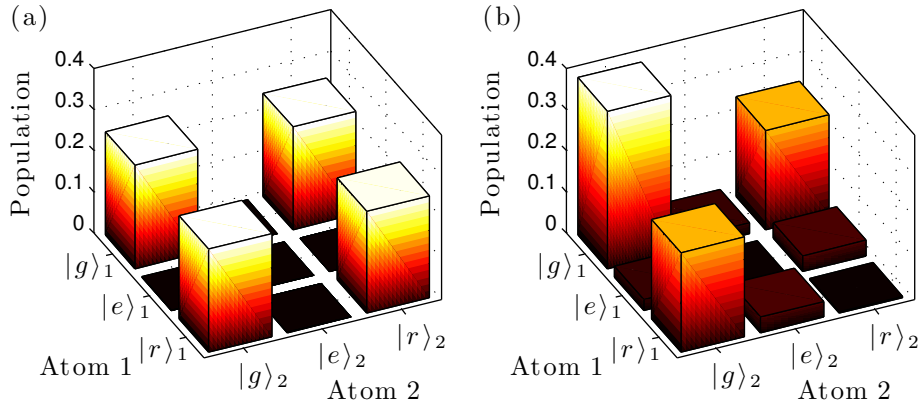 (a)
Population
0.4
0.3
0.2
0.1
0
|g⟩₁
|e⟩₁
|r⟩₁
Atom 1
|g⟩₂
|e⟩₂
|r⟩₂
Atom 2
(b)
Population
0.4
0.3
0.2
0.1
0
|g⟩₁
|e⟩₁
|r⟩₁
Atom 1
|g⟩₂
|e⟩₂
|r⟩₂
Atom 2